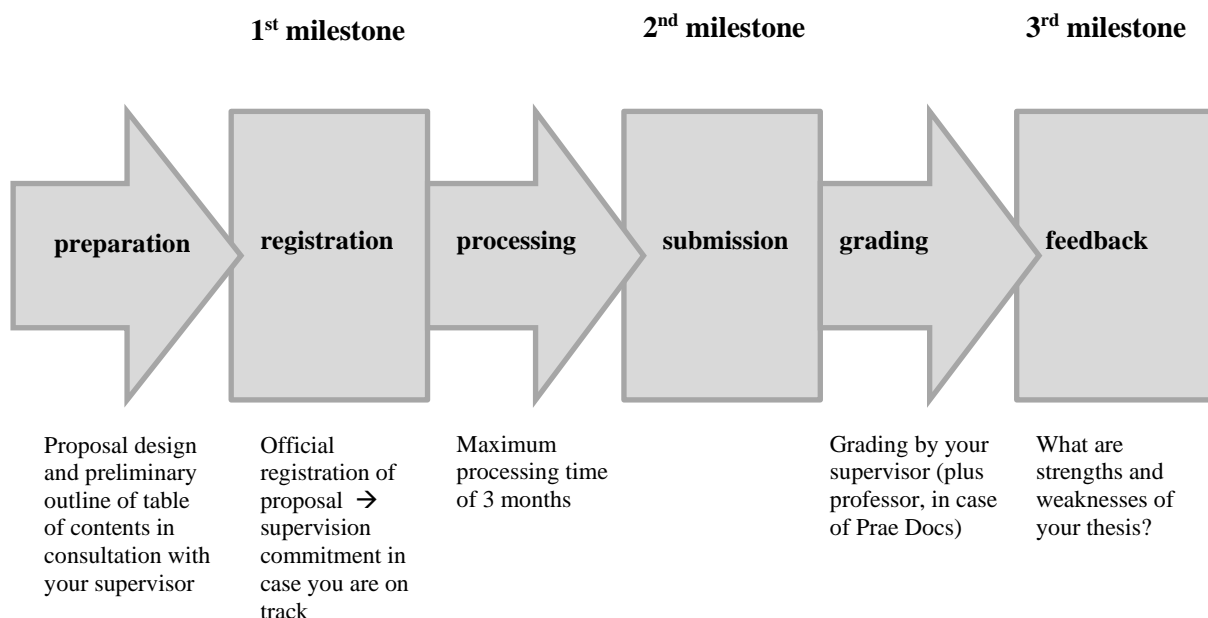 1st milestone
2nd milestone
3rd milestone
preparation
registration
processing
submission
grading
feedback
Proposal design
and preliminary
outline of table
of contents in
consultation with
your supervisor
Official
registration of
proposal →
supervision
commitment in
case you are on
track
Maximum
processing time
of 3 months
Grading by your
supervisor (plus
professor, in case
of Prae Docs)
What are
strengths and
weaknesses of
your thesis?